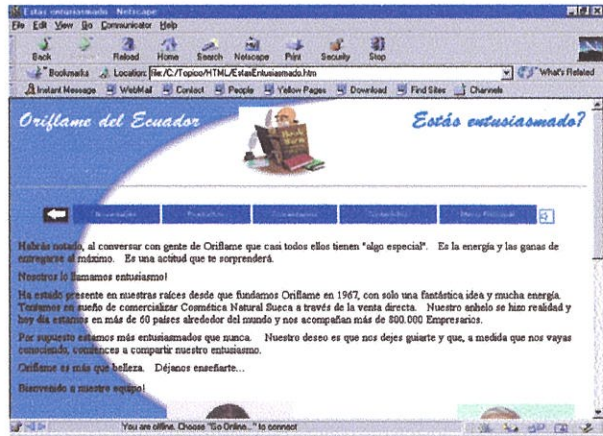 Estas entusiasmado - Netscape
File Edit View Go Communicator Help
Back Reload Home Search Netscape Print Security Stop
Bookmarks Location: file:/C:/Topico/HTML/EstasEntusiasmado.htm What's Related
Instant Message WebMail Contact People Yellow Pages Download Find Sites Channels
Oriflame del Ecuador Estás entusiasmado?
Habrás notado, al conversar con gente de Oriflame que casi todos ellos tienen "algo especial". Es la energía y las ganas de
entregarse al máximo. Es una actitud que te sorprenderá.
Nosotros lo llamamos entusiasmo!
Ha estado presente en nuestras raíces desde que fundamos Oriflame en 1967, con solo una fantástica idea y mucha energía.
Teníamos un sueño de comercializar Cosmética Natural Sueca a través de la venta directa. Nuestro anhelo se hizo realidad y
hoy día estamos en más de 60 países alrededor del mundo y nos acompañan más de 800.000 Empresarios.
Por supuesto estamos más entusiasmados que nunca. Nuestro deseo es que nos dejes guiarte y que, a medida que nos vayas
conociendo, comiences a compartir nuestro entusiasmo.
Oriflame es más que belleza. Déjanos enseñarte...
Bienvenido a nuestro equipo!
You are offline. Choose "Go Online..." to connect